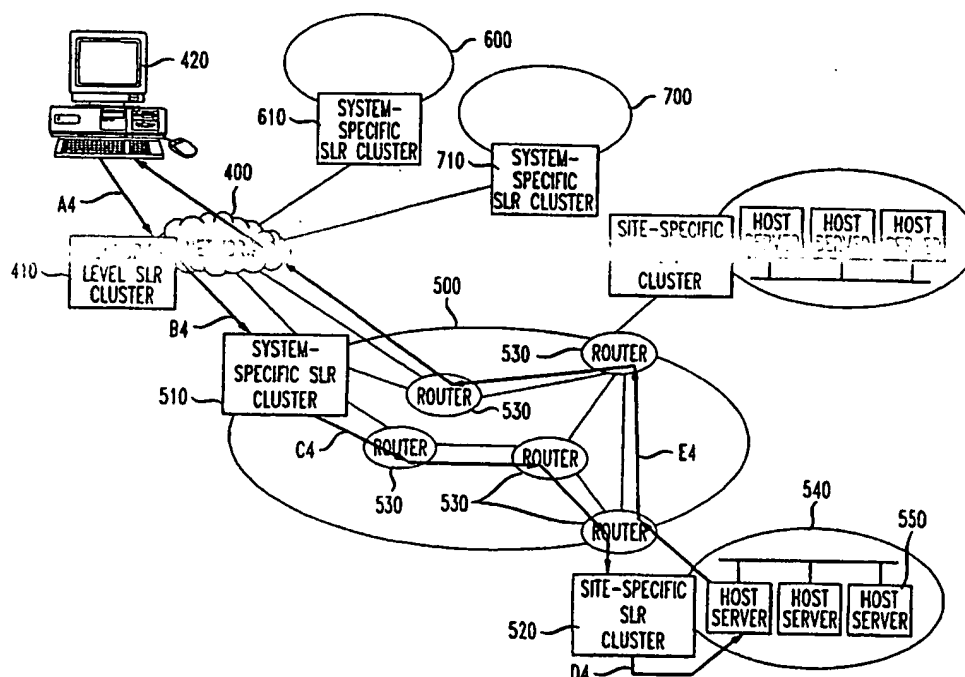 600
420
SYSTEM-
SPECIFIC
SLR CLUSTER
610
700
SYSTEM-
SPECIFIC
SLR CLUSTER
710
400
A4
LEVEL SLR
CLUSTER
410
SITE-SPECIFIC
CLUSTER
HOST
SERVER
HOST
SERVER
HOST
SERVER
B4
500
SYSTEM-
SPECIFIC SLR
CLUSTER
510
530
ROUTER
ROUTER
530
C4
ROUTER
530
ROUTER
530
E4
ROUTER
540
550
SITE-SPECIFIC
SLR
CLUSTER
520
HOST
SERVER
HOST
SERVER
HOST
SERVER
D4